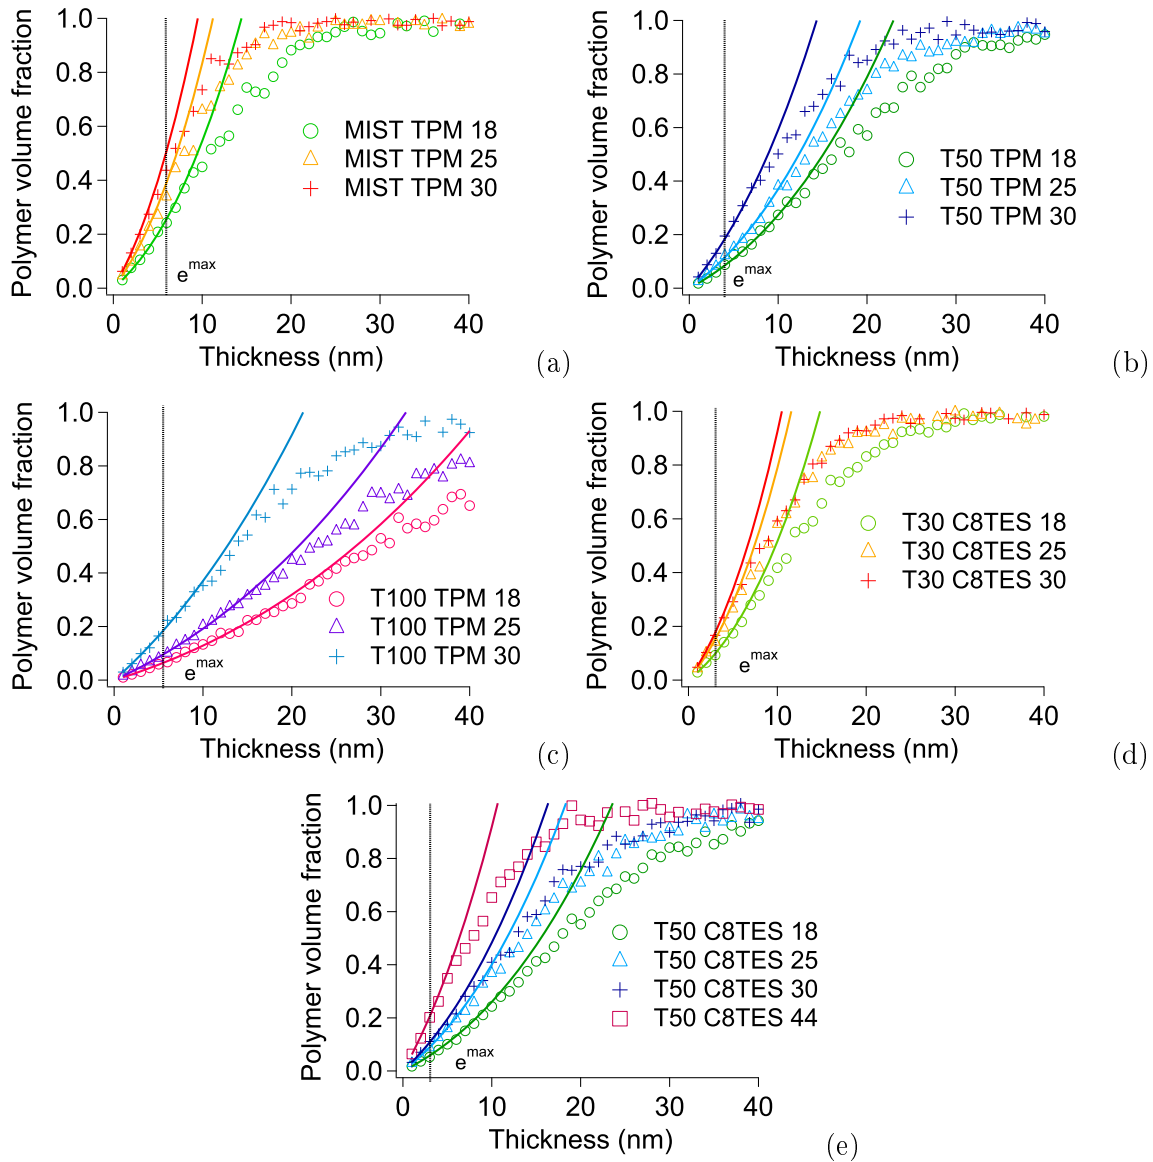 Polymer volume fraction
1.0
0.8
0.6
0.4
0.2
0.0
MIST TPM 18
MIST TPM 25
MIST TPM 30
e^max
0 10 20 30 40
Thickness (nm)
(a)
Polymer volume fraction
1.0
0.8
0.6
0.4
0.2
0.0
T50 TPM 18
T50 TPM 25
T50 TPM 30
e^max
0 10 20 30 40
Thickness (nm)
(b)
Polymer volume fraction
1.0
0.8
0.6
0.4
0.2
0.0
T100 TPM 18
T100 TPM 25
T100 TPM 30
e^max
0 10 20 30 40
Thickness (nm)
(c)
Polymer volume fraction
1.0
0.8
0.6
0.4
0.2
0.0
T30 C8TES 18
T30 C8TES 25
T30 C8TES 30
e^max
0 10 20 30 40
Thickness (nm)
(d)
Polymer volume fraction
1.0
0.8
0.6
0.4
0.2
0.0
T50 C8TES 18
T50 C8TES 25
T50 C8TES 30
T50 C8TES 44
e^max
0 10 20 30 40
Thickness (nm)
(e)